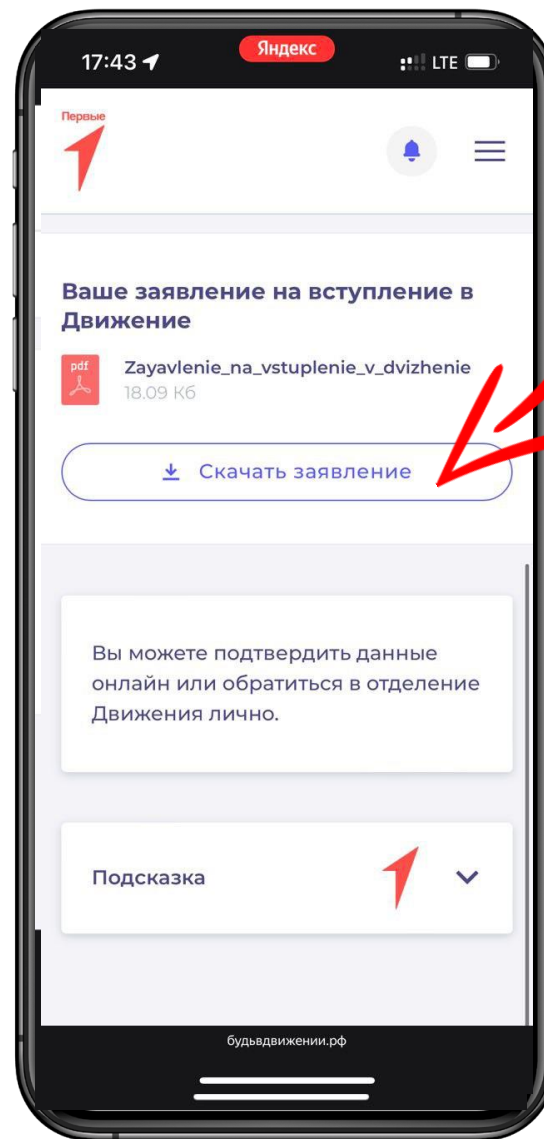 17:43
Яндекс
LTE
Первые
Ваше заявление на вступление в
Движение
pdf
Zayavlenie_na_vstuplenie_v_dvizhenie
18.09 Кб
Скачать заявление
Вы можете подтвердить данные
онлайн или обратиться в отделение
Движения лично.
Подсказка
будьвдвижении.рф